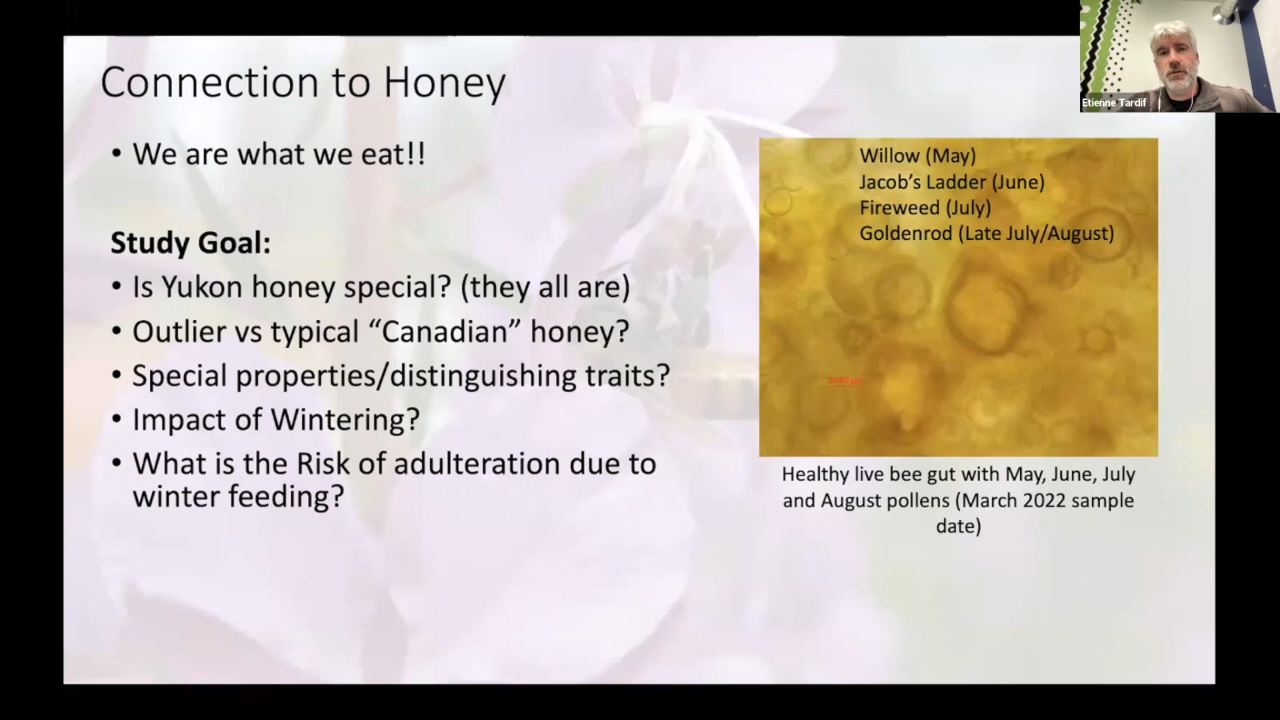 Connection to Honey
• We are what we eat!!
Study Goal:
• Is Yukon honey special? (they all are)
• Outlier vs typical “Canadian” honey?
• Special properties/distinguishing traits?
• Impact of Wintering?
• What is the Risk of adulteration due to
winter feeding?
Willow (May)
Jacob’s Ladder (June)
Fireweed (July)
Goldenrod (Late July/August)
Healthy live bee gut with May, June, July
and August pollens (March 2022 sample
date)
Etienne Tardif